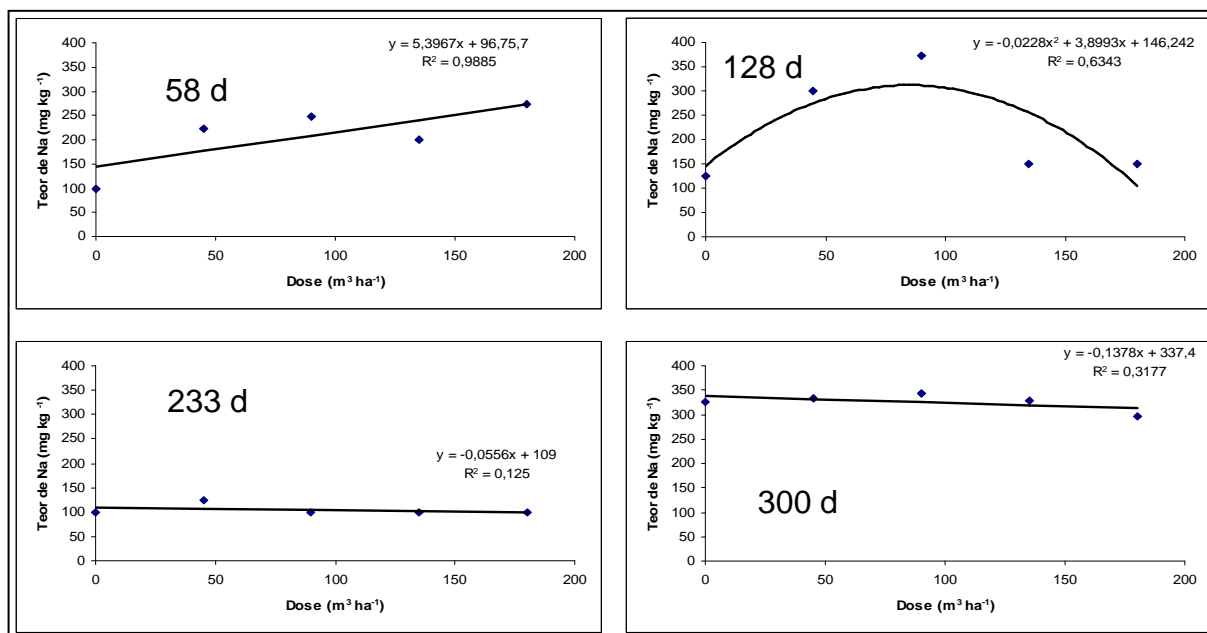 y = 5,3967x + 96,75,7
R² = 0,9885
58 d
400
350
300
250
200
150
100
50
0
0 50 100 150 200
Teor de Na (mg kg⁻¹)
Dose (m³ ha⁻¹)
y = -0,0228x² + 3,8993x + 146,242
R² = 0,6343
128 d
400
350
300
250
200
150
100
50
0
0 50 100 150 200
Teor de Na (mg kg⁻¹)
Dose (m³ ha⁻¹)
233 d
y = -0,0556x + 109
R² = 0,125
400
350
300
250
200
150
100
50
0
0 50 100 150 200
Teor de Na (mg kg⁻¹)
Dose (m³ ha⁻¹)
y = -0,1378x + 337,4
R² = 0,3177
300 d
400
350
300
250
200
150
100
50
0
0 50 100 150 200
Teor de Na (mg kg⁻¹)
Dose (m³ ha⁻¹)